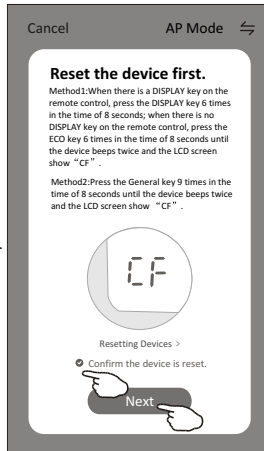 Cancel AP Mode
Reset the device first.
Method1:When there is a DISPLAY key on the
remote control, press the DISPLAY key 6 times
in the time of 8 seconds; when there is no
DISPLAY key on the remote control, press the
ECO key 6 times in the time of 8 seconds until
the device beeps twice and the LCD screen
show “CF”.
Method2:Press the General key 9 times in the
time of 8 seconds until the device beeps twice
and the LCD screen show “CF”.
CF
Resetting Devices >
Confirm the device is reset.
Next